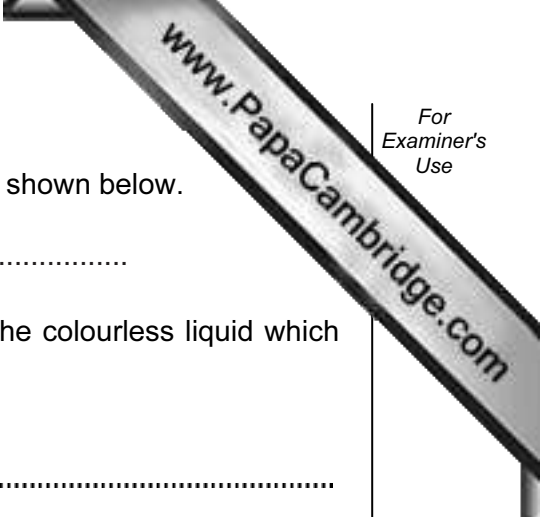 www.PapaCambridge.com
For
Examiner's
Use
shown below.
................
he colourless liquid which
..........................................